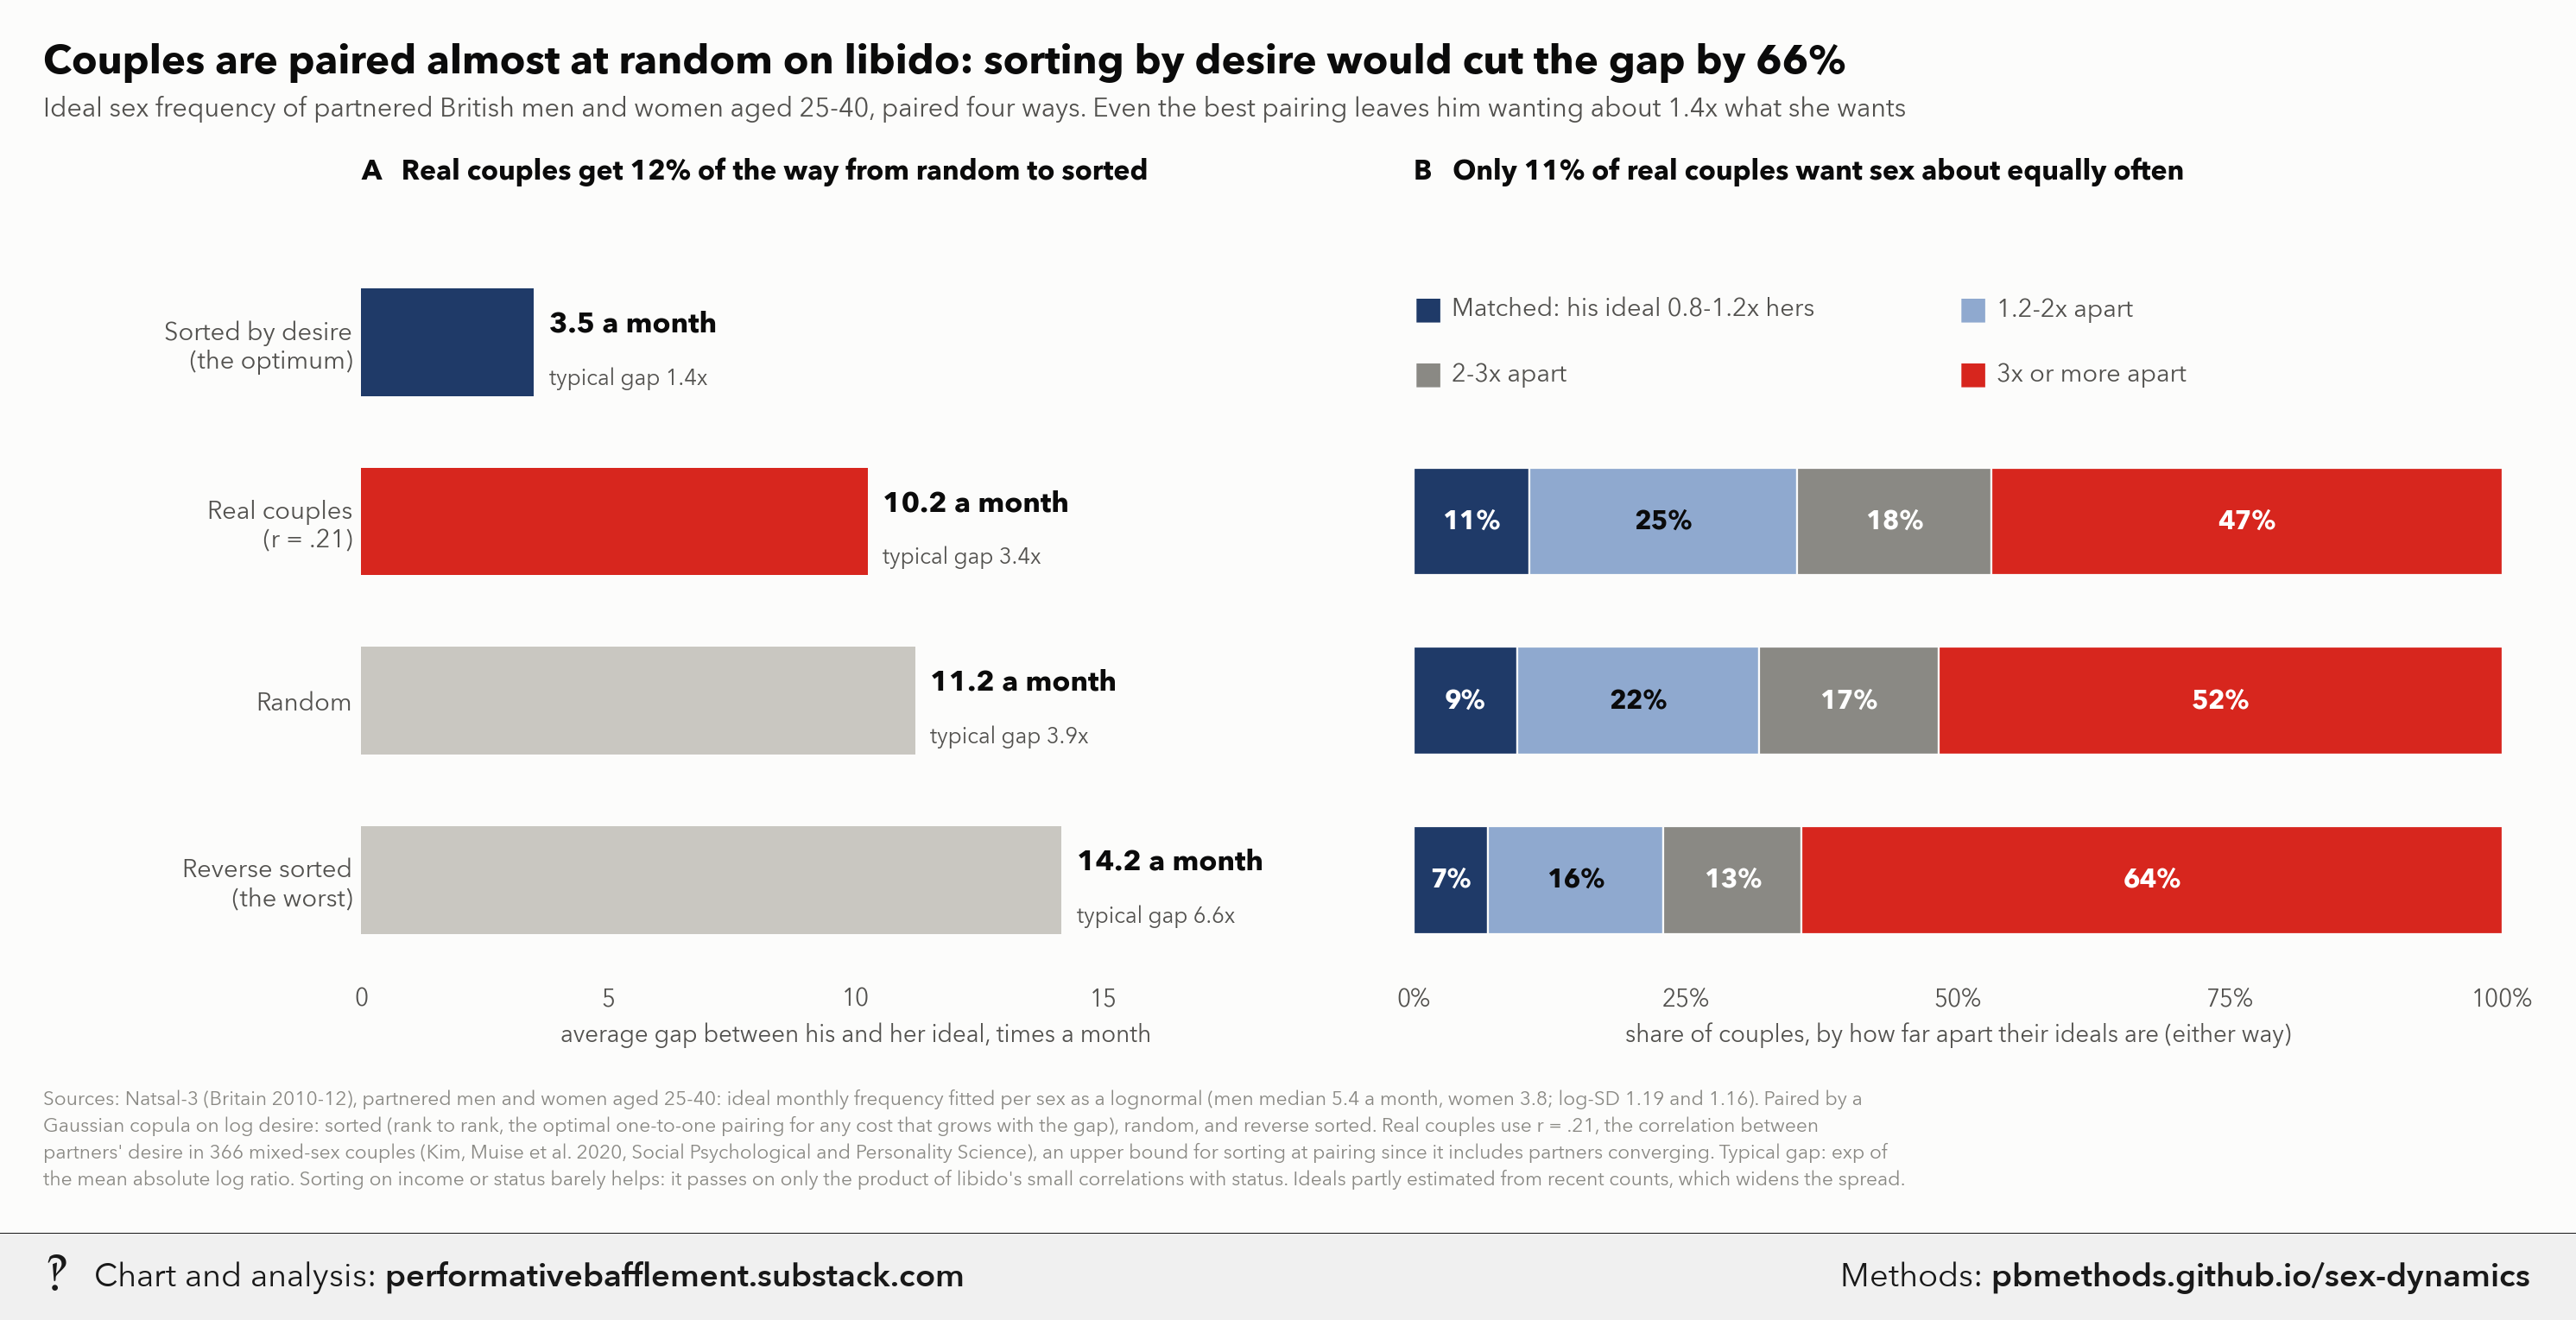 Couples are paired almost at random on libido: sorting by desire would cut the gap by 66%
Ideal sex frequency of partnered British men and women aged 25-40, paired four ways. Even the best pairing leaves him wanting about 1.4x what she wants
A Real couples get 12% of the way from random to sorted
Sorted by desire
(the optimum)
3.5 a month
typical gap 1.4x
Real couples
(r = .21)
10.2 a month
typical gap 3.4x
Random
11.2 a month
typical gap 3.9x
Reverse sorted
(the worst)
14.2 a month
typical gap 6.6x
0 5 10 15
average gap between his and her ideal, times a month
B Only 11% of real couples want sex about equally often
Matched: his ideal 0.8-1.2x hers
1.2-2x apart
2-3x apart
3x or more apart
11% 25% 18% 47%
9% 22% 17% 52%
7% 16% 13% 64%
0% 25% 50% 75% 100%
share of couples, by how far apart their ideals are (either way)
Sources: Natsal-3 (Britain 2010-12), partnered men and women aged 25-40: ideal monthly frequency fitted per sex as a lognormal (men median 5.4 a month, women 3.8; log-SD 1.19 and 1.16). Paired by a
Gaussian copula on log desire: sorted (rank to rank, the optimal one-to-one pairing for any cost that grows with the gap), random, and reverse sorted. Real couples use r = .21, the correlation between
partners' desire in 366 mixed-sex couples (Kim, Muise et al. 2020, Social Psychological and Personality Science), an upper bound for sorting at pairing since it includes partners converging. Typical gap: exp of
the mean absolute log ratio. Sorting on income or status barely helps: it passes on only the product of libido's small correlations with status. Ideals partly estimated from recent counts, which widens the spread.
‽ Chart and analysis: performativebafflement.substack.com
Methods: pbmethods.github.io/sex-dynamics